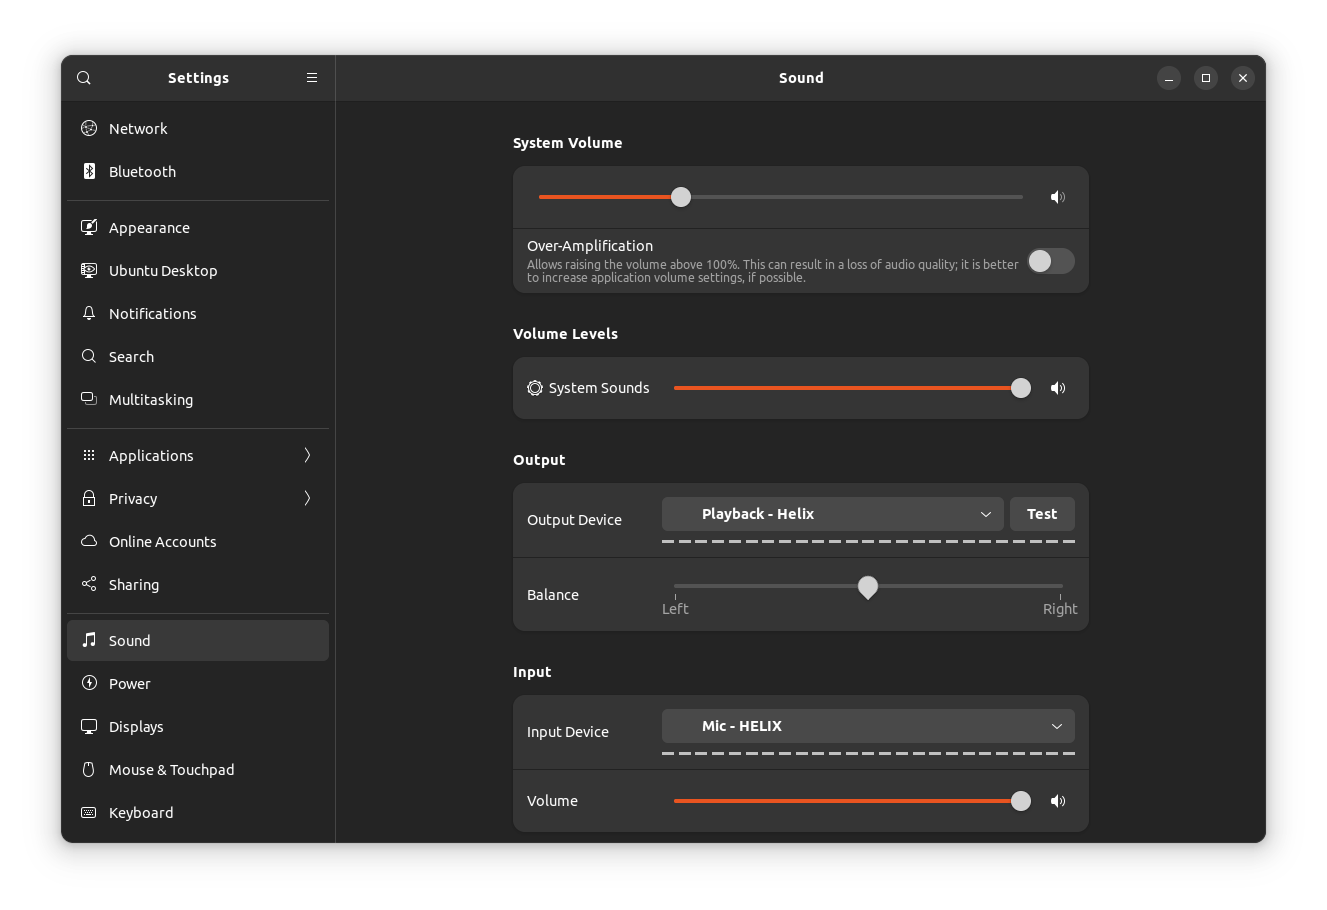 Settings
Sound
Network
Bluetooth
Appearance
Ubuntu Desktop
Notifications
Search
Multitasking
Applications
Privacy
Online Accounts
Sharing
Sound
Power
Displays
Mouse & Touchpad
Keyboard
System Volume
Over-Amplification
Allows raising the volume above 100%. This can result in a loss of audio quality; it is better
to increase application volume settings, if possible.
Volume Levels
System Sounds
Output
Output Device
Playback - Helix
Test
Balance
Left
Right
Input
Input Device
Mic - HELIX
Volume